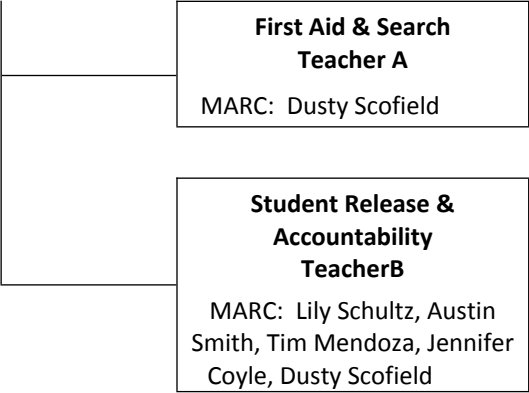 First Aid & Search
Teacher A
MARC: Dusty Scofield
Student Release &
Accountability
TeacherB
MARC: Lily Schultz, Austin
Smith, Tim Mendoza, Jennifer
Coyle, Dusty Scofield